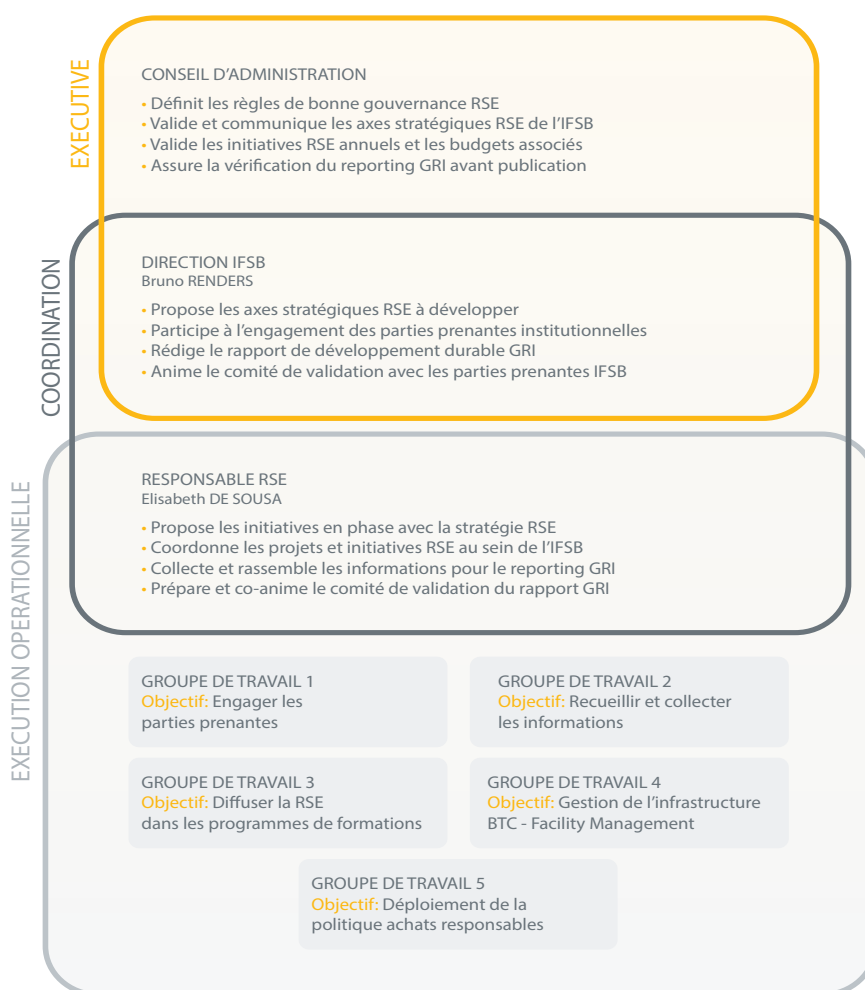 EXECUTIVE
CONSEIL D'ADMINISTRATION
• Définit les règles de bonne gouvernance RSE
• Valide et communique les axes stratégiques RSE de l'IFSB
• Valide les initiatives RSE annuels et les budgets associés
• Assure la vérification du reporting GRI avant publication
COORDINATION
DIRECTION IFSB
Bruno RENDERS
• Propose les axes stratégiques RSE à développer
• Participe à l'engagement des parties prenantes institutionnelles
• Rédige le rapport de développement durable GRI
• Anime le comité de validation avec les parties prenantes IFSB
EXECUTION OPERATIONNELLE
RESPONSABLE RSE
Elisabeth DE SOUSA
• Propose les initiatives en phase avec la stratégie RSE
• Coordonne les projets et initiatives RSE au sein de l'IFSB
• Collecte et rassemble les informations pour le reporting GRI
• Prépare et co-anime le comité de validation du rapport GRI
GROUPE DE TRAVAIL 1
Objectif: Engager les
parties prenantes
GROUPE DE TRAVAIL 2
Objectif: Recueillir et collecter
les informations
GROUPE DE TRAVAIL 3
Objectif: Diffuser la RSE
dans les programmes de formations
GROUPE DE TRAVAIL 4
Objectif: Gestion de l'infrastructure
BTC - Facility Management
GROUPE DE TRAVAIL 5
Objectif: Déploiement de la
politique achats responsables